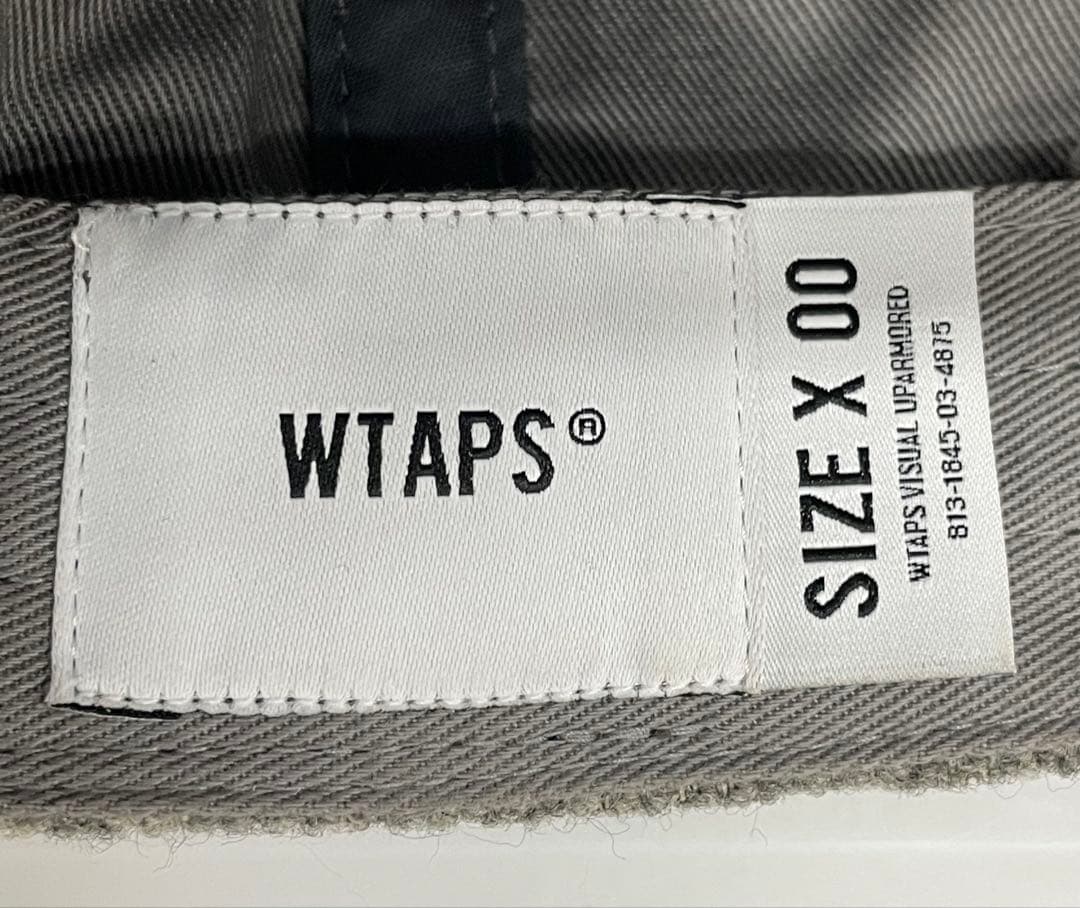 WTAPS®
SIZE X 00
WTAPS VISUAL UPARMORED
813-1845-03-4875